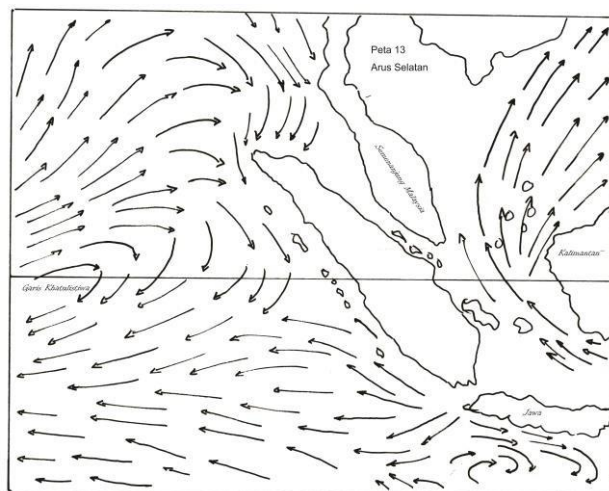 Peta 13
Arus Selatan
Semenanjung Malaysia
Kalimantan
Garis Khatulistiwa
Jawa